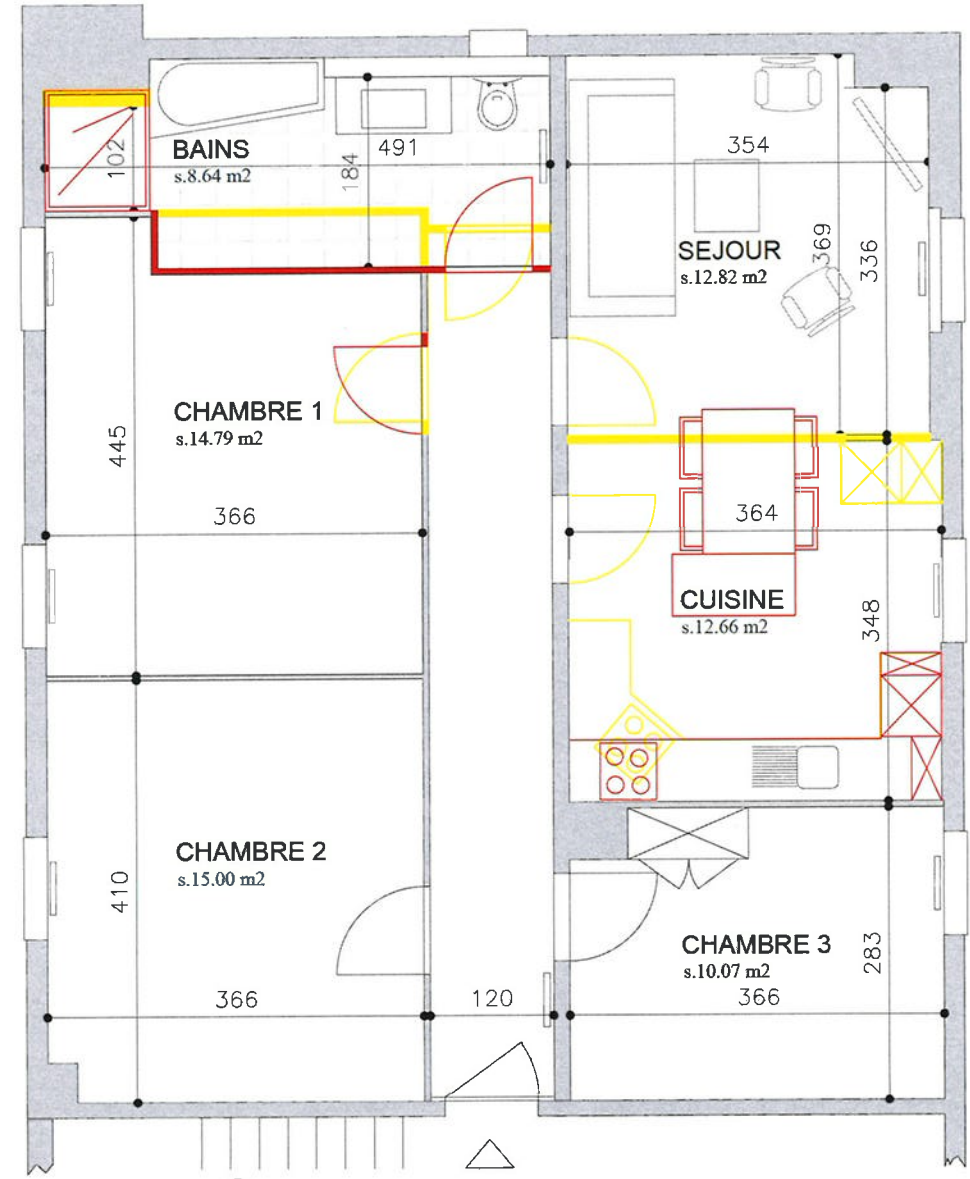 BAINS
s.8.64 m2
102
491
184
354
SEJOUR
s.12.82 m2
369
336
CHAMBRE 1
s.14.79 m2
445
366
364
CUISINE
s.12.66 m2
348
CHAMBRE 2
s.15.00 m2
410
366
120
CHAMBRE 3
s.10.07 m2
366
283